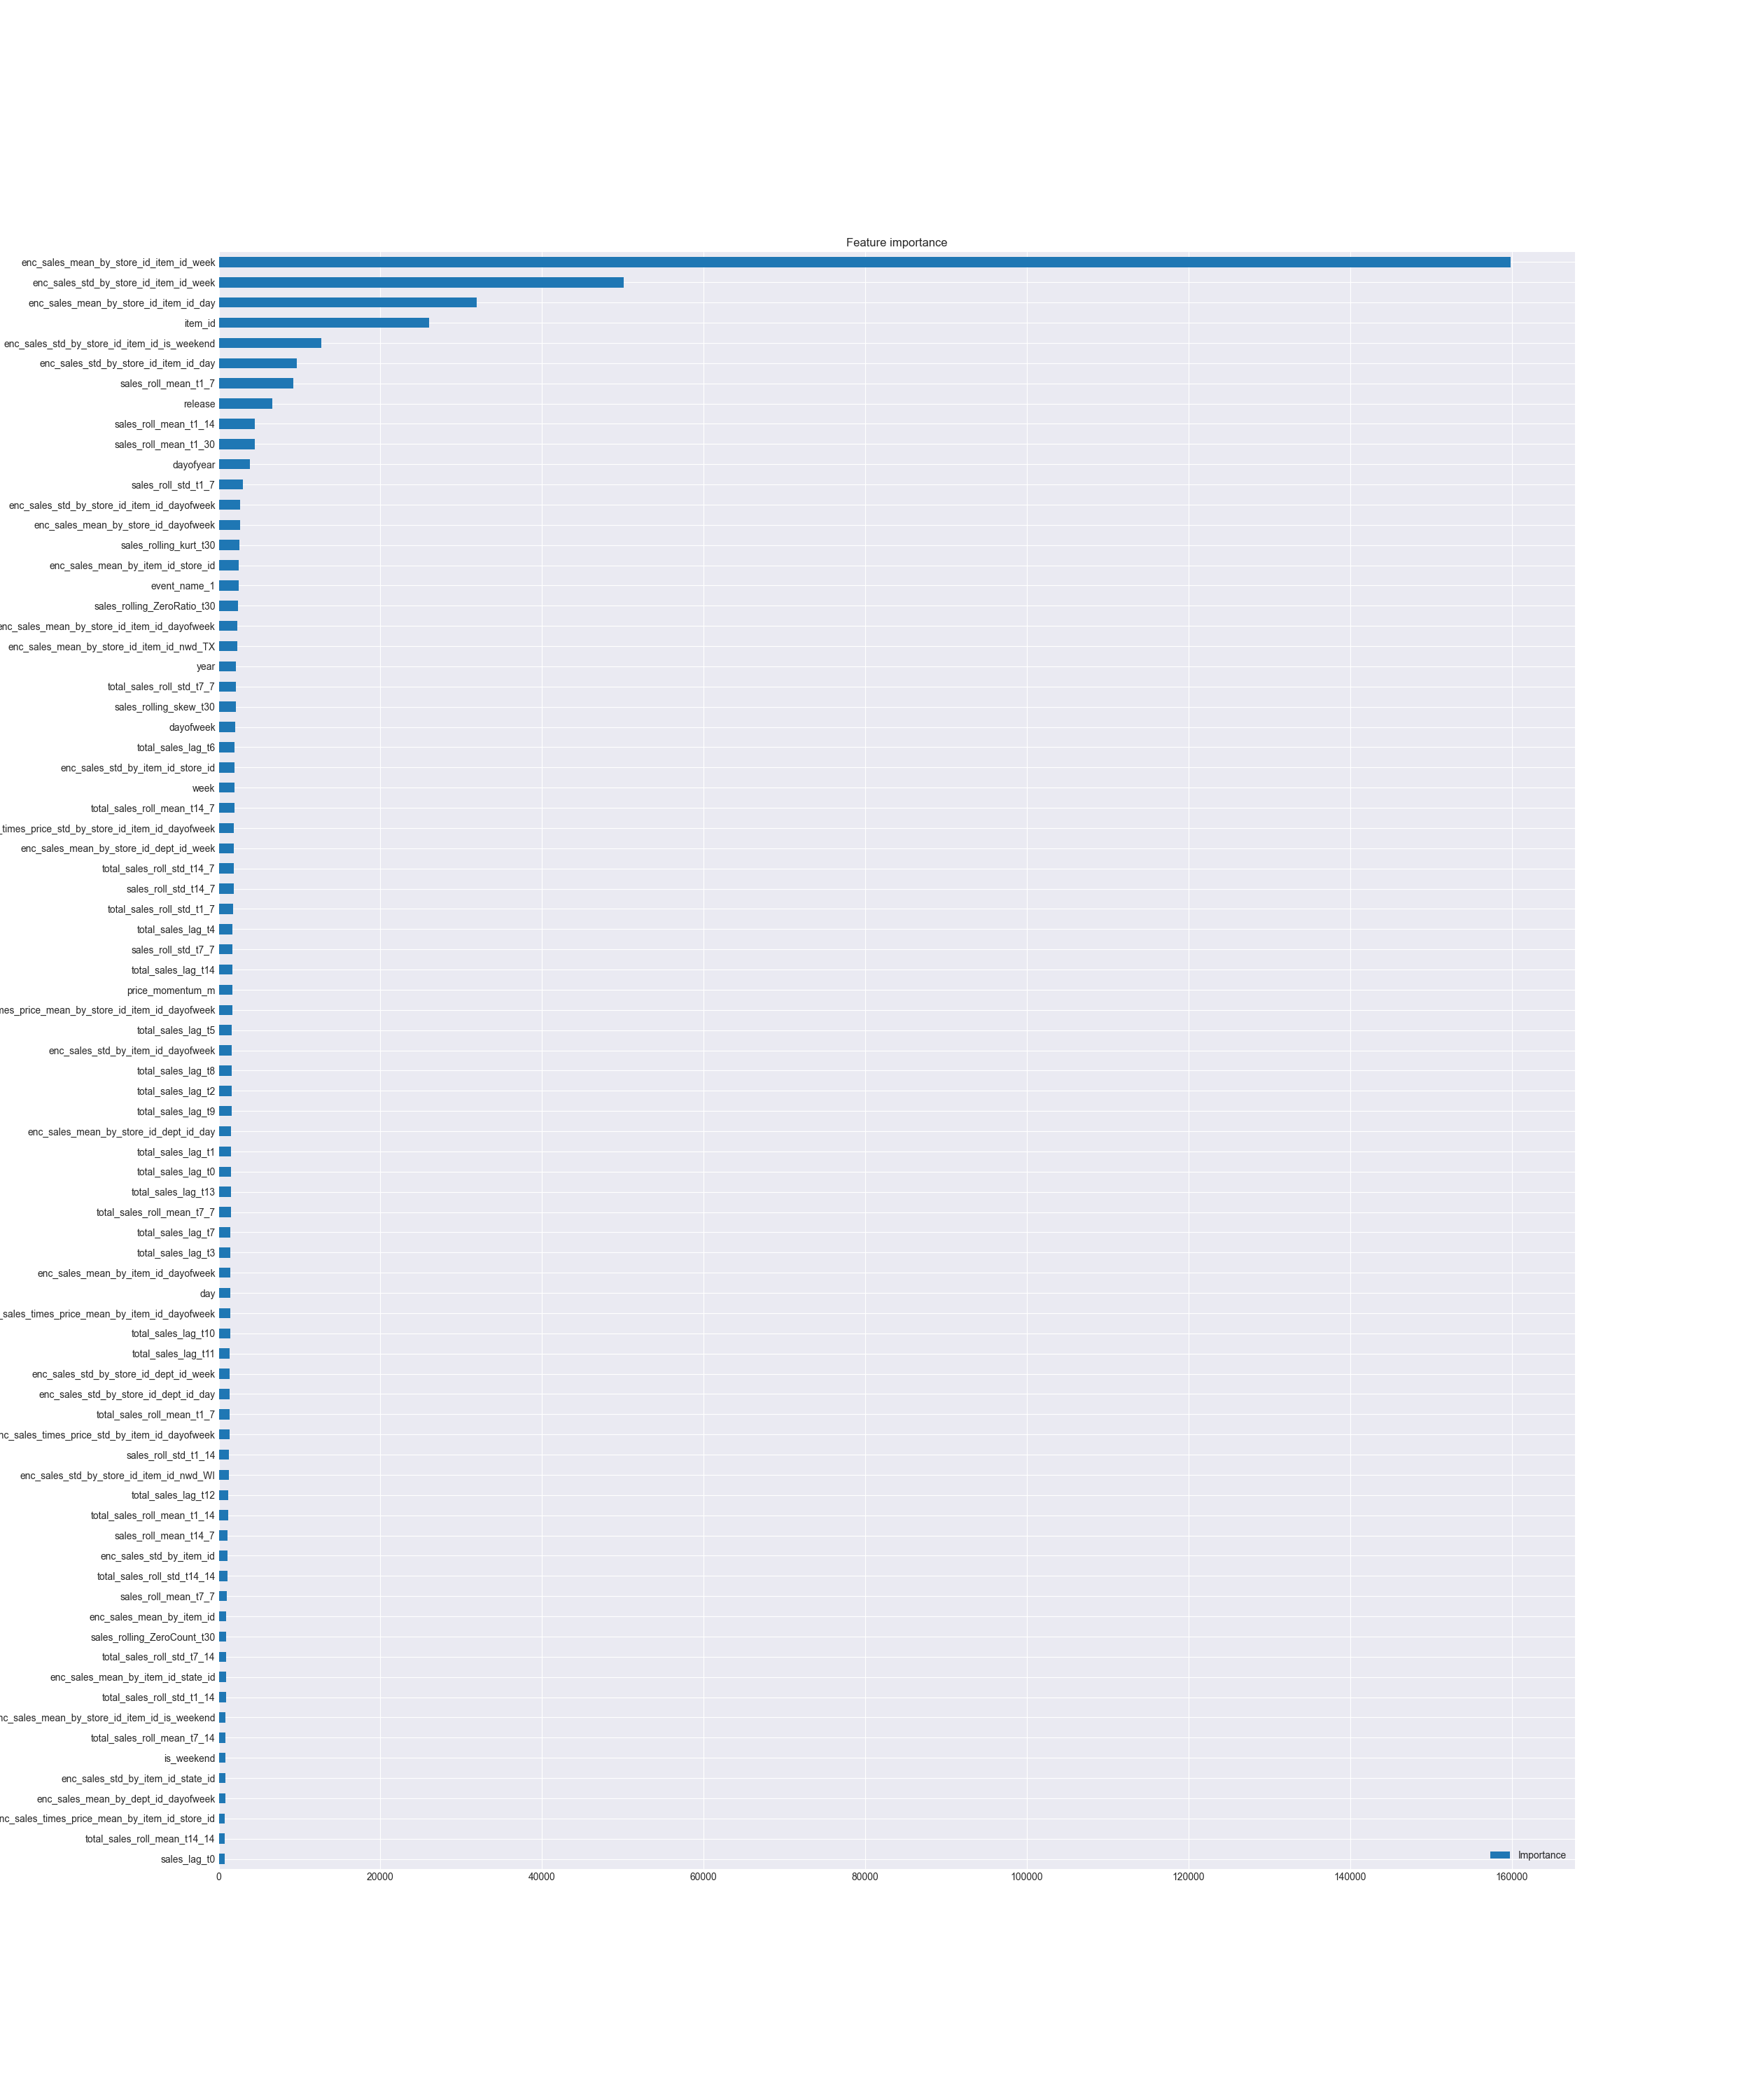 Feature importance
enc_sales_mean_by_store_id_item_id_week
enc_sales_std_by_store_id_item_id_week
enc_sales_mean_by_store_id_item_id_day
item_id
enc_sales_std_by_store_id_item_id_is_weekend
enc_sales_std_by_store_id_item_id_day
sales_roll_mean_t1_7
release
sales_roll_mean_t1_14
sales_roll_mean_t1_30
dayofyear
sales_roll_std_t1_7
enc_sales_std_by_store_id_item_id_dayofweek
enc_sales_mean_by_store_id_dayofweek
sales_rolling_kurt_t30
enc_sales_mean_by_item_id_store_id
event_name_1
sales_rolling_ZeroRatio_t30
enc_sales_mean_by_store_id_item_id_dayofweek
enc_sales_mean_by_store_id_item_id_nwd_TX
year
total_sales_roll_std_t7_7
sales_rolling_skew_t30
dayofweek
total_sales_lag_t6
enc_sales_std_by_item_id_store_id
week
total_sales_roll_mean_t14_7
_times_price_std_by_store_id_item_id_dayofweek
enc_sales_mean_by_store_id_dept_id_week
total_sales_roll_std_t14_7
sales_roll_std_t14_7
total_sales_roll_std_t1_7
total_sales_lag_t4
sales_roll_std_t7_7
total_sales_lag_t14
price_momentum_m
mes_price_mean_by_store_id_item_id_dayofweek
total_sales_lag_t5
enc_sales_std_by_item_id_dayofweek
total_sales_lag_t8
total_sales_lag_t2
total_sales_lag_t9
enc_sales_mean_by_store_id_dept_id_day
total_sales_lag_t1
total_sales_lag_t0
total_sales_lag_t13
total_sales_roll_mean_t7_7
total_sales_lag_t7
total_sales_lag_t3
enc_sales_mean_by_item_id_dayofweek
day
_sales_times_price_mean_by_item_id_dayofweek
total_sales_lag_t10
total_sales_lag_t11
enc_sales_std_by_store_id_dept_id_week
enc_sales_std_by_store_id_dept_id_day
total_sales_roll_mean_t1_7
nc_sales_times_price_std_by_item_id_dayofweek
sales_roll_std_t1_14
enc_sales_std_by_store_id_item_id_nwd_WI
total_sales_lag_t12
total_sales_roll_mean_t1_14
sales_roll_mean_t14_7
enc_sales_std_by_item_id
total_sales_roll_std_t14_14
sales_roll_mean_t7_7
enc_sales_mean_by_item_id
sales_rolling_ZeroCount_t30
total_sales_roll_std_t7_14
enc_sales_mean_by_item_id_state_id
total_sales_roll_std_t1_14
nc_sales_mean_by_store_id_item_id_is_weekend
total_sales_roll_mean_t7_14
is_weekend
enc_sales_std_by_item_id_state_id
enc_sales_mean_by_dept_id_dayofweek
nc_sales_times_price_mean_by_item_id_store_id
total_sales_roll_mean_t14_14
sales_lag_t0
Importance
0 20000 40000 60000 80000 100000 120000 140000 160000